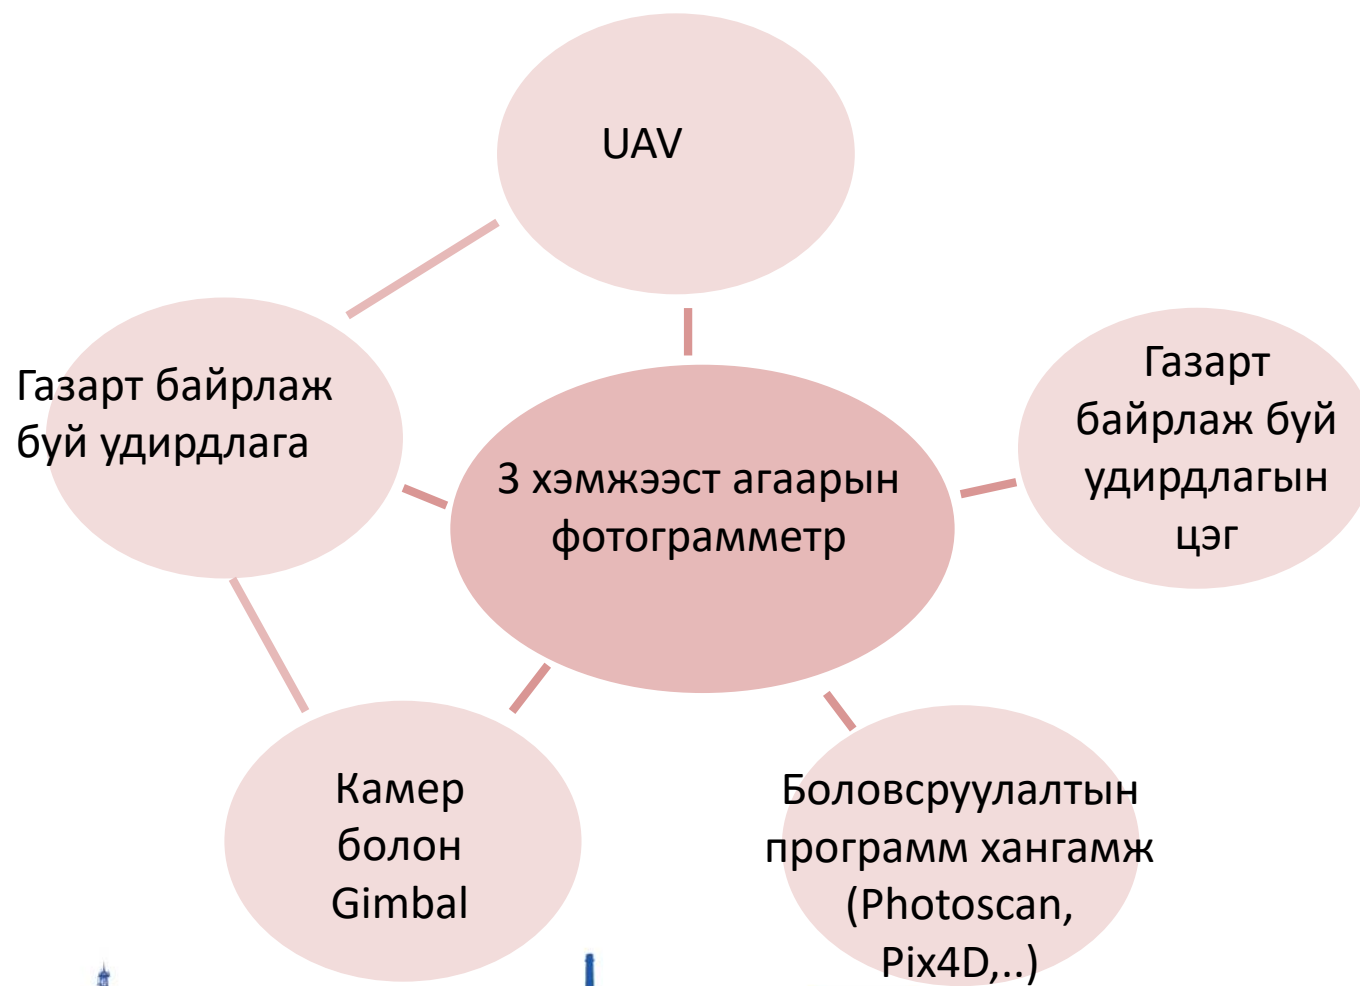 UAV
Газарт байрлаж
буй удирдлага
Газарт
байрлаж буй
удирдлагын
цэг
3 хэмжээст агаарын
фотограмметр
Камер
болон
Gimbal
Боловсруулалтын
программ хангамж
(Photoscan,
Pix4D,..)